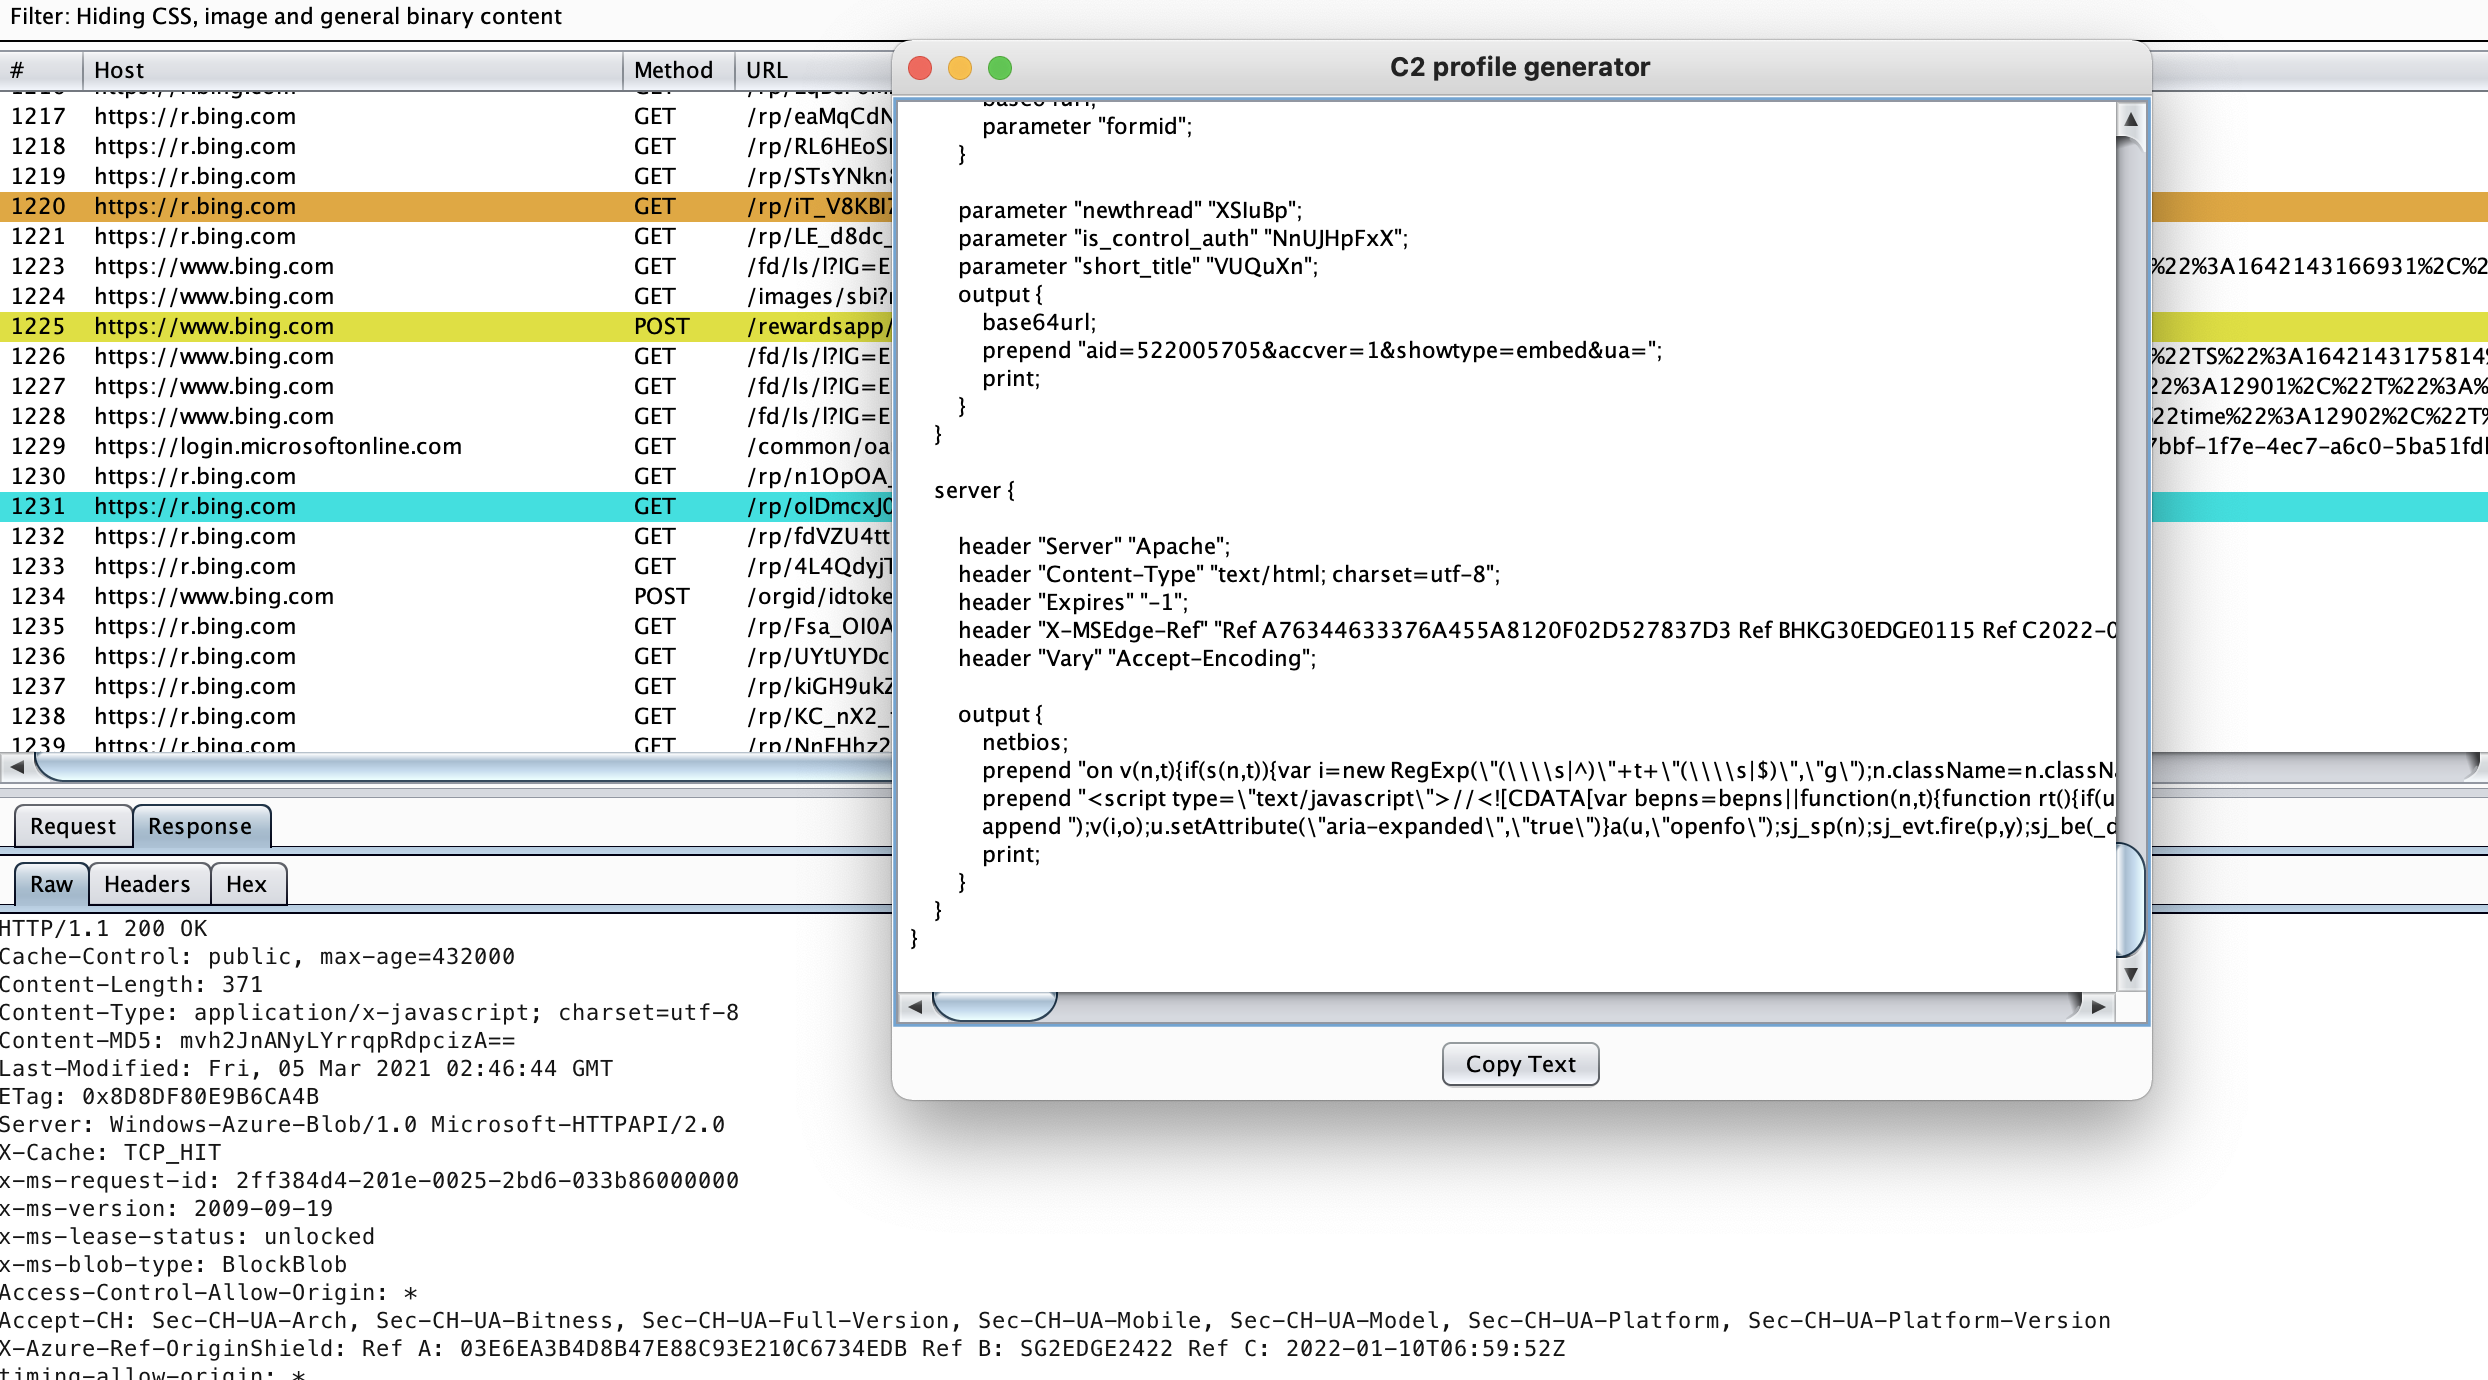 Filter: Hiding CSS, image and general binary content
# Host Method URL
1217 https://r.bing.com GET /rp/eaMqCdN
1218 https://r.bing.com GET /rp/RL6HEoSI
1219 https://r.bing.com GET /rp/STsYNkn
1220 https://r.bing.com GET /rp/iT_V8KBI7
1221 https://r.bing.com GET /rp/LE_d8dc_
1223 https://www.bing.com GET /fd/ls/l?IG=E %22%3A1642143166931%2C%2
1224 https://www.bing.com GET /images/sbi?
1225 https://www.bing.com POST /rewardsapp/
1226 https://www.bing.com GET /fd/ls/l?IG=E %22TS%22%3A1642143175814
1227 https://www.bing.com GET /fd/ls/l?IG=E 22%3A12901%2C%22T%22%3A%
1228 https://www.bing.com GET /fd/ls/l?IG=E 22time%22%3A12902%2C%22T%
1229 https://login.microsoftonline.com GET /common/oa 7bbf-1f7e-4ec7-a6c0-5ba51fd
1230 https://r.bing.com GET /rp/n1OpOA_
1231 https://r.bing.com GET /rp/olDmcxJ0
1232 https://r.bing.com GET /rp/fdVZU4tt
1233 https://r.bing.com GET /rp/4L4QdyjT
1234 https://www.bing.com POST /orgid/idtoke
1235 https://r.bing.com GET /rp/Fsa_OI0A
1236 https://r.bing.com GET /rp/UYtUYDc
1237 https://r.bing.com GET /rp/kiGH9ukZ
1238 https://r.bing.com GET /rp/KC_nX2_
1239 https://r.bing.com GET /rp/NnFHhz2
Request Response
Raw Headers Hex
HTTP/1.1 200 OK
Cache-Control: public, max-age=432000
Content-Length: 371
Content-Type: application/x-javascript; charset=utf-8
Content-MD5: mvh2JnANyLYrrqpRdpcizA==
Last-Modified: Fri, 05 Mar 2021 02:46:44 GMT
ETag: 0x8D8DF80E9B6CA4B
Server: Windows-Azure-Blob/1.0 Microsoft-HTTPAPI/2.0
X-Cache: TCP_HIT
x-ms-request-id: 2ff384d4-201e-0025-2bd6-033b86000000
x-ms-version: 2009-09-19
x-ms-lease-status: unlocked
x-ms-blob-type: BlockBlob
Access-Control-Allow-Origin: *
Accept-CH: Sec-CH-UA-Arch, Sec-CH-UA-Bitness, Sec-CH-UA-Full-Version, Sec-CH-UA-Mobile, Sec-CH-UA-Model, Sec-CH-UA-Platform, Sec-CH-UA-Platform-Version
X-Azure-Ref-OriginShield: Ref A: 03E6EA3B4D8B47E88C93E210C6734EDB Ref B: SG2EDGE2422 Ref C: 2022-01-10T06:59:52Z
timing-allow-origin: *
C2 profile generator
base64url;
parameter "formid";
}
parameter "newthread" "XSIuBp";
parameter "is_control_auth" "NnUJHpFxX";
parameter "short_title" "VUQuXn";
output {
base64url;
prepend "aid=522005705&accver=1&showtype=embed&ua=";
print;
}
}
server {
header "Server" "Apache";
header "Content-Type" "text/html; charset=utf-8";
header "Expires" "-1";
header "X-MSEdge-Ref" "Ref A76344633376A455A8120F02D527837D3 Ref BHKG30EDGE0115 Ref C2022-0
header "Vary" "Accept-Encoding";
output {
netbios;
prepend "on v(n,t){if(s(n,t)){var i=new RegExp(\"(\\\\s|^)\"+t+\"(\\\\s|$)\",\"g\");n.className=n.classN
prepend "<script type=\"text/javascript\">//<![CDATA[var bepns=bepns||function(n,t){function rt(){if(u
append ");v(i,o);u.setAttribute(\"aria-expanded\",\"true\")}a(u,\"openfo\");sj_sp(n);sj_evt.fire(p,y);sj_be(_d
print;
}
}
}
Copy Text